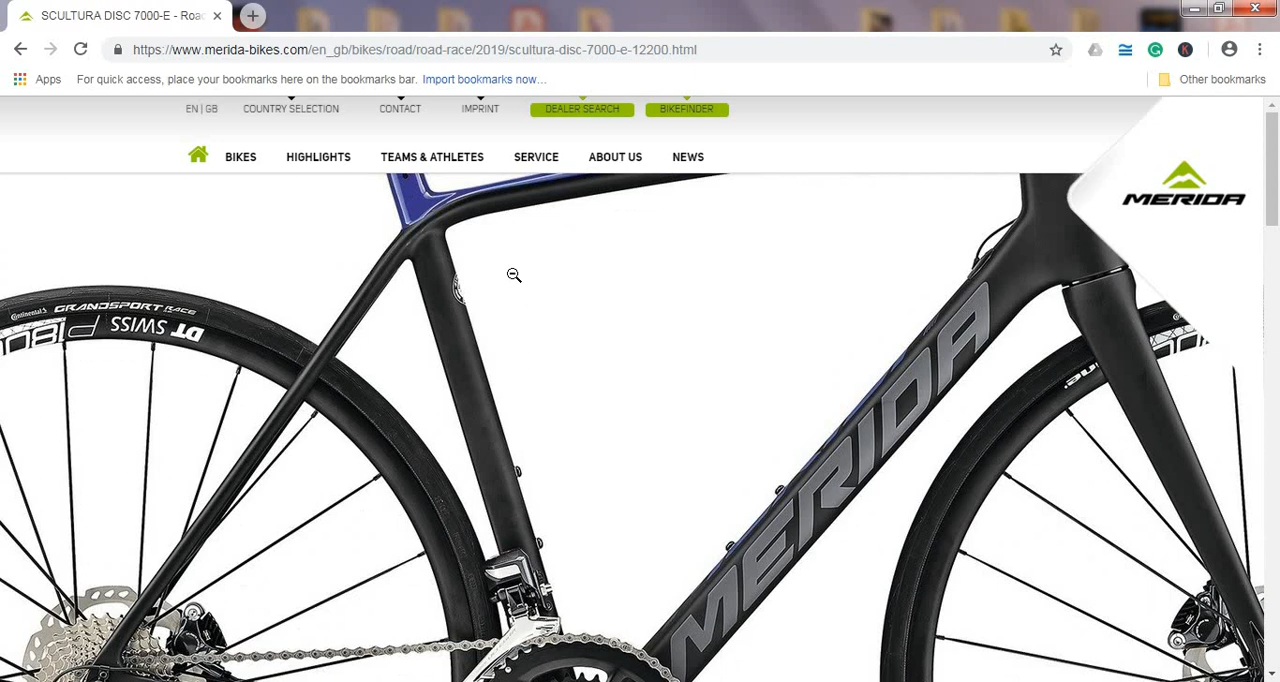 SCULTURA DISC 7000-E - Roa
https://www.merida-bikes.com/en_gb/bikes/road/road-race/2019/scultura-disc-7000-e-12200.html
Apps For quick access, place your bookmarks here on the bookmarks bar. Import bookmarks now... Other bookmarks
EN | GB COUNTRY SELECTION CONTACT IMPRINT DEALER SEARCH BIKEFINDER
BIKES HIGHLIGHTS TEAMS & ATHLETES SERVICE ABOUT US NEWS
MERIDA
Continental GRANDSPORT RACE
DT SWISS P1800
MERIDA